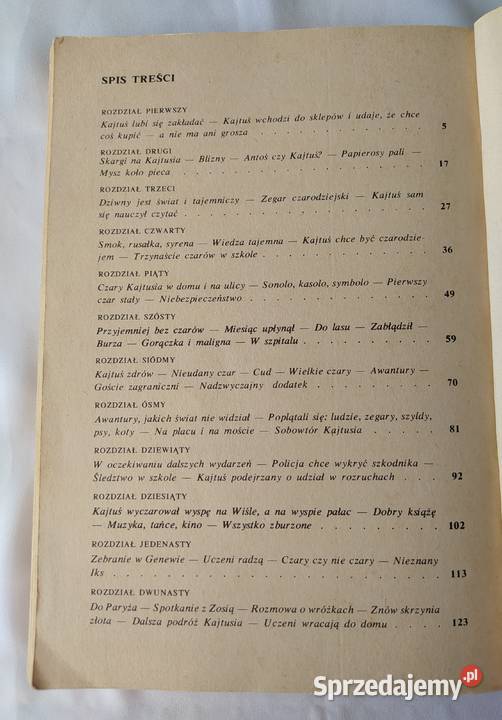 SPIS TREŚCI
ROZDZIAŁ PIERWSZY
Kajtuś lubi się zakładać — Kajtuś wchodzi do sklepów i udaje, że chce
coś kupić — a nie ma ani grosza . . . . . . . . . . 5
ROZDZIAŁ DRUGI
Skargi na Kajtusia — Blizny — Antoś czy Kajtuś? — Papierosy pali —
Mysz koło pieca . . . . . . . . . . 17
ROZDZIAŁ TRZECI
Dziwny jest świat i tajemniczy — Zegar czarodziejski — Kajtuś sam
się nauczył czytać . . . . . . . . . . 27
ROZDZIAŁ CZWARTY
Smok, rusałka, syrena — Wiedza tajemna — Kajtuś chce być czarodzie-
jem — Trzynaście czarów w szkole . . . . . . . . . . 36
ROZDZIAŁ PIĄTY
Czary Kajtusia w domu i na ulicy — Sonolo, kasolo, symbolo — Pierwszy
czar stały — Niebezpieczeństwo . . . . . . . . . . 49
ROZDZIAŁ SZÓSTY
Przyjemniej bez czarów — Miesiąc upłynął — Do lasu — Zabłądził —
Burza — Gorączka i maligna — W szpitalu . . . . . . . . 59
ROZDZIAŁ SIÓDMY
Kajtuś zdrów — Nieudany czar — Cud — Wielkie czary — Awantury —
Goście zagraniczni — Nadzwyczajny dodatek . . . . . . . 70
ROZDZIAŁ ÓSMY
Awantury, jakich świat nie widział — Poplątali się: ludzie, zegary, szyldy,
psy, koty — Na placu i na moście — Sobowtór Kajtusia . . . . . 81
ROZDZIAŁ DZIEWIĄTY
W oczekiwaniu dalszych wydarzeń — Policja chce wykryć szkodnika —
Śledztwo w szkole — Kajtuś podejrzany o udział w rozruchach . . . 92
ROZDZIAŁ DZIESIĄTY
Kajtuś wyczarował wyspę na Wiśle, a na wyspie pałac — Dobry książę
— Muzyka, tańce, kino — Wszystko zburzone . . . . . . . 102
ROZDZIAŁ JEDENASTY
Zebranie w Genewie — Uczeni radzą — Czary czy nie czary — Nieznany
Iks . . . . . . . . . . 113
ROZDZIAŁ DWUNASTY
Do Paryża — Spotkanie z Zosią — Rozmowa o wróżkach — Znów skrzynia
złota — Dalsza podróż Kajtusia — Uczeni wracają do domu . . . . 123
Sprzedajemy.pl